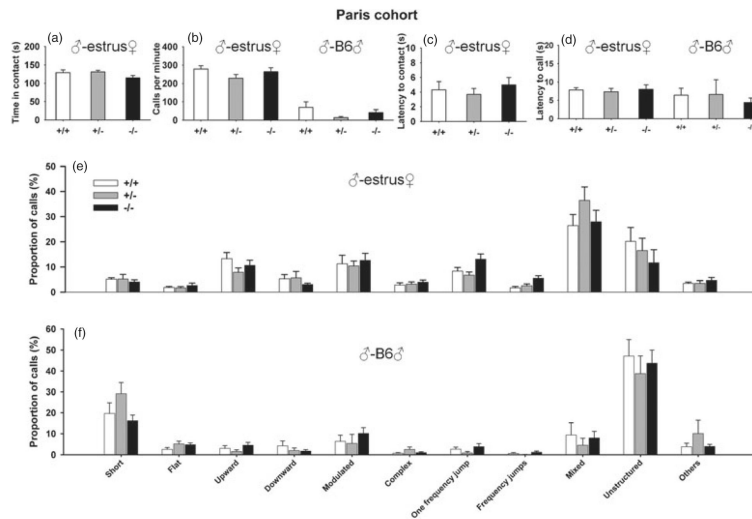 Paris cohort
(a)
♂-estrus♀
Time in contact (s)
200
150
100
50
0
+/+
+/-
-/-
(b)
♂-estrus♀
♂-B6♂
Calls per minute
400
300
200
100
0
+/+
+/-
-/-
+/+
+/-
-/-
(c)
♂-estrus♀
Latency to contact (s)
10
8
6
4
2
0
+/+
+/-
-/-
(d)
♂-estrus♀
♂-B6♂
Latency to call (s)
20
15
10
5
0
+/+
+/-
-/-
+/+
+/-
(e)
♂-estrus♀
+/+
+/-
-/-
Proportion of calls (%)
50
40
30
20
10
0
(f)
♂-B6♂
Proportion of calls (%)
60
50
40
30
20
10
0
Short
Flat
Upward
Downward
Modulated
Complex
One frequency jump
Frequency jumps
Mixed
Unstructured
Others